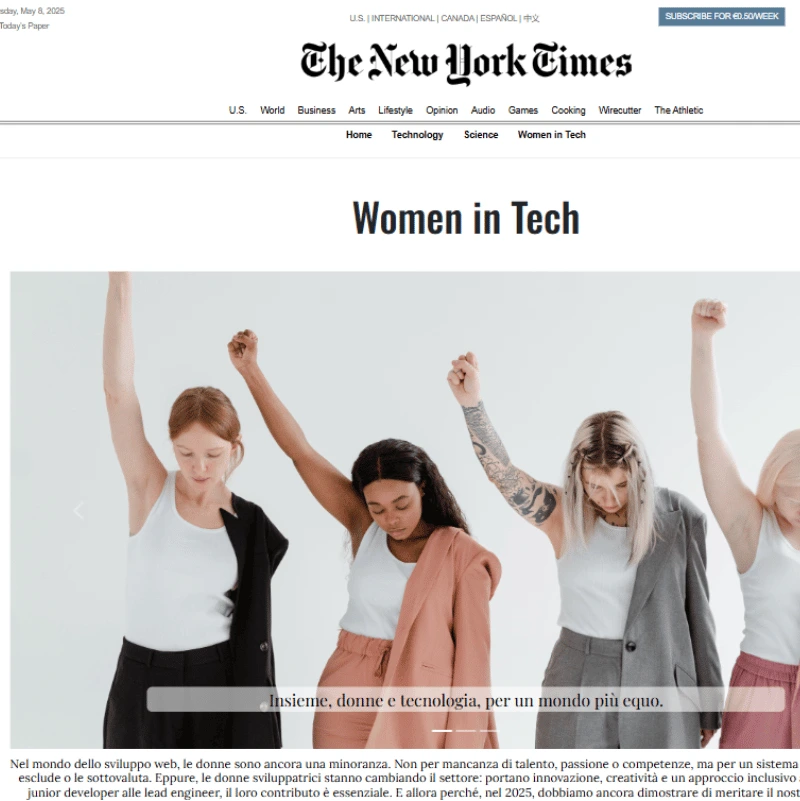 sday, May 8, 2025
Today's Paper
U.S. | INTERNATIONAL | CANADA | ESPAÑOL | 中文
SUBSCRIBE FOR €0.50/WEEK
The New York Times
U.S. World Business Arts Lifestyle Opinion Audio Games Cooking Wirecutter The Athletic
Home Technology Science Women in Tech
Women in Tech
Insieme, donne e tecnologia, per un mondo più equo.
Nel mondo dello sviluppo web, le donne sono ancora una minoranza. Non per mancanza di talento, passione o competenze, ma per un sistema
esclude o le sottovaluta. Eppure, le donne sviluppatrici stanno cambiando il settore: portano innovazione, creatività e un approccio inclusivo
junior developer alle lead engineer, il loro contributo è essenziale. E allora perché, nel 2025, dobbiamo ancora dimostrare di meritare il nost